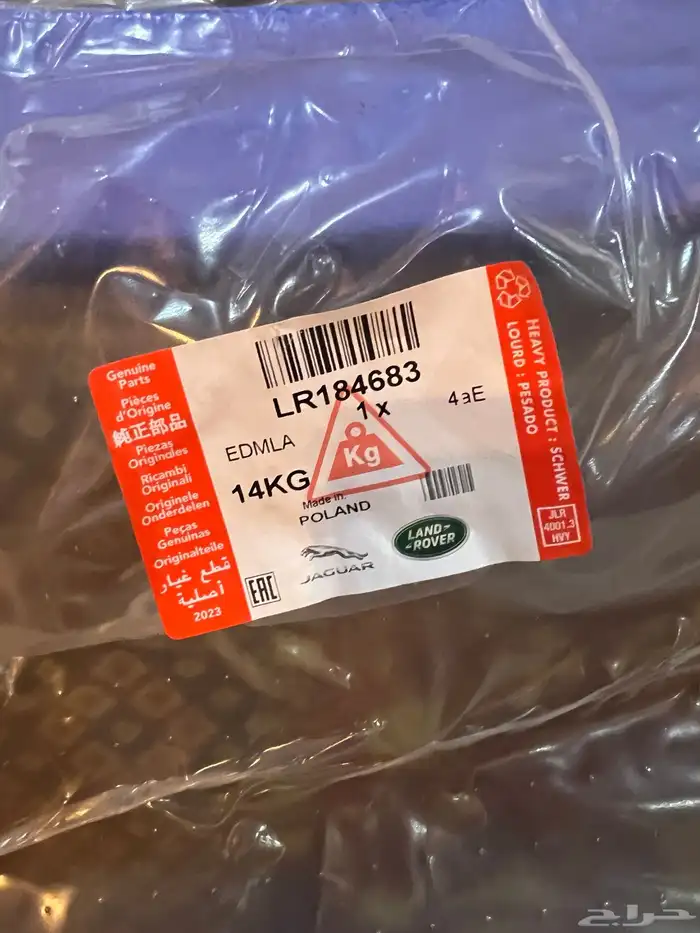 Genuine
Parts
Pièces
d'Origine
純正部品
Piezas
Originales
Ricambi
Originali
Originele
Onderdelen
Peças
Genuinas
Originalteile
قطع غيار
أصلية
2023
LR184683
1 x
4aE
EDMLA
14KG
Kg
Made in:
POLAND
EAC
JAGUAR
LAND-
-ROVER
HEAVY PRODUCT : SCHWER
LOURD : PESADO
JLR
4001.3
HVY
حراج